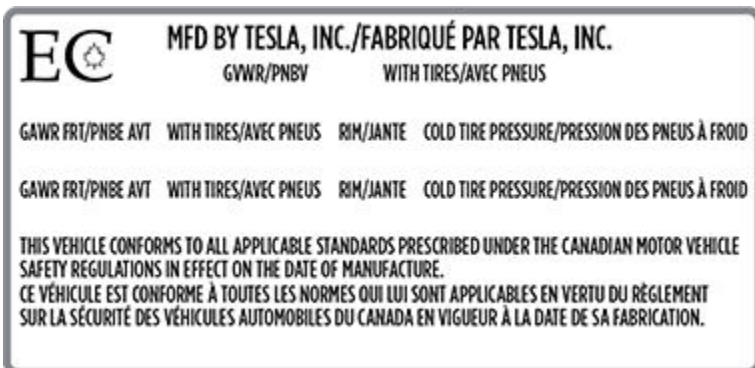 EC
MFD BY TESLA, INC./FABRIQUÉ PAR TESLA, INC.
GVWR/PNBV WITH TIRES/AVEC PNEUS
GAWR FRT/PNBE AVT WITH TIRES/AVEC PNEUS RIM/JANTE COLD TIRE PRESSURE/PRESSION DES PNEUS À FROID
GAWR FRT/PNBE AVT WITH TIRES/AVEC PNEUS RIM/JANTE COLD TIRE PRESSURE/PRESSION DES PNEUS À FROID
THIS VEHICLE CONFORMS TO ALL APPLICABLE STANDARDS PRESCRIBED UNDER THE CANADIAN MOTOR VEHICLE
SAFETY REGULATIONS IN EFFECT ON THE DATE OF MANUFACTURE.
CE VÉHICULE EST CONFORME À TOUTES LES NORMES QUI LUI SONT APPLICABLES EN VERTU DU RÈGLEMENT
SUR LA SÉCURITÉ DES VÉHICULES AUTOMOBILES DU CANADA EN VIGUEUR À LA DATE DE SA FABRICATION.